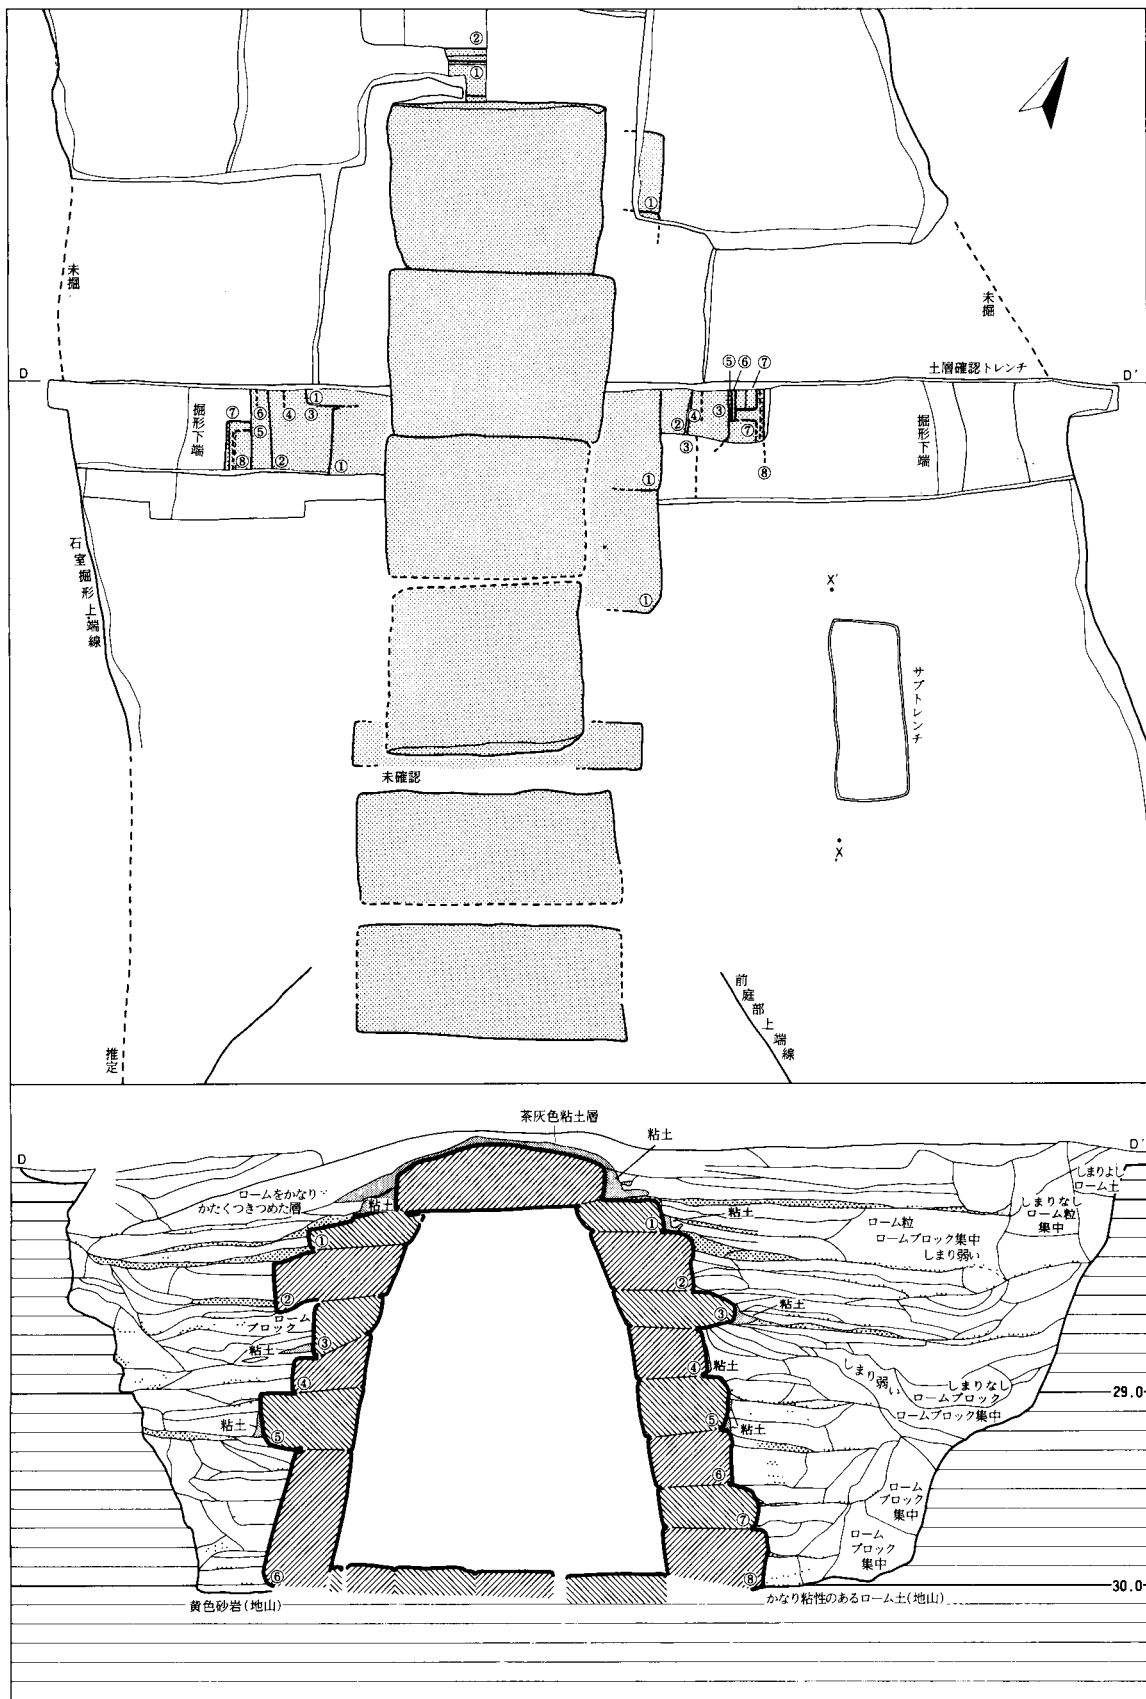 ②
①
①
未掘
未掘
土層確認トレンチ
D
D'
⑤⑥⑦
①
⑥
④
③
⑦
⑤
⑧
②
①
掘形下端
②
④
③
③
⑦
⑧
掘形下端
①
①
石室掘形上端線
X'
サブトレンチ
X
未確認
前庭部上端線
推定
茶灰色粘土層
粘土
D
D'
ロームをかなり
かたくつきつめた層
粘土
しまりよし
ローム土
しまりなし
ローム粒
集中
粘土
ローム粒
ロームブロック集中
しまり弱い
①
①
②
②
ローム
ブロック
③
③
粘土
粘土
④
④
粘土
しまり弱い
しまりなし
ロームブロック
ロームブロック集中
29.0
⑤
粘土
⑤
粘土
⑥
ローム
ブロック
集中
⑦
ローム
ブロック
集中
⑥
⑧
30.0
黄色砂岩(地山)
かなり粘性のあるローム土(地山)